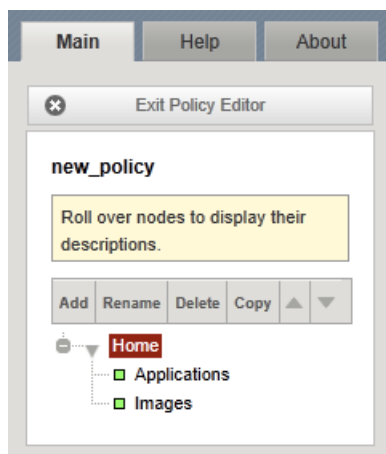 Main Help About
Exit Policy Editor
new_policy
Roll over nodes to display their
descriptions.
Add Rename Delete Copy
Home
Applications
Images